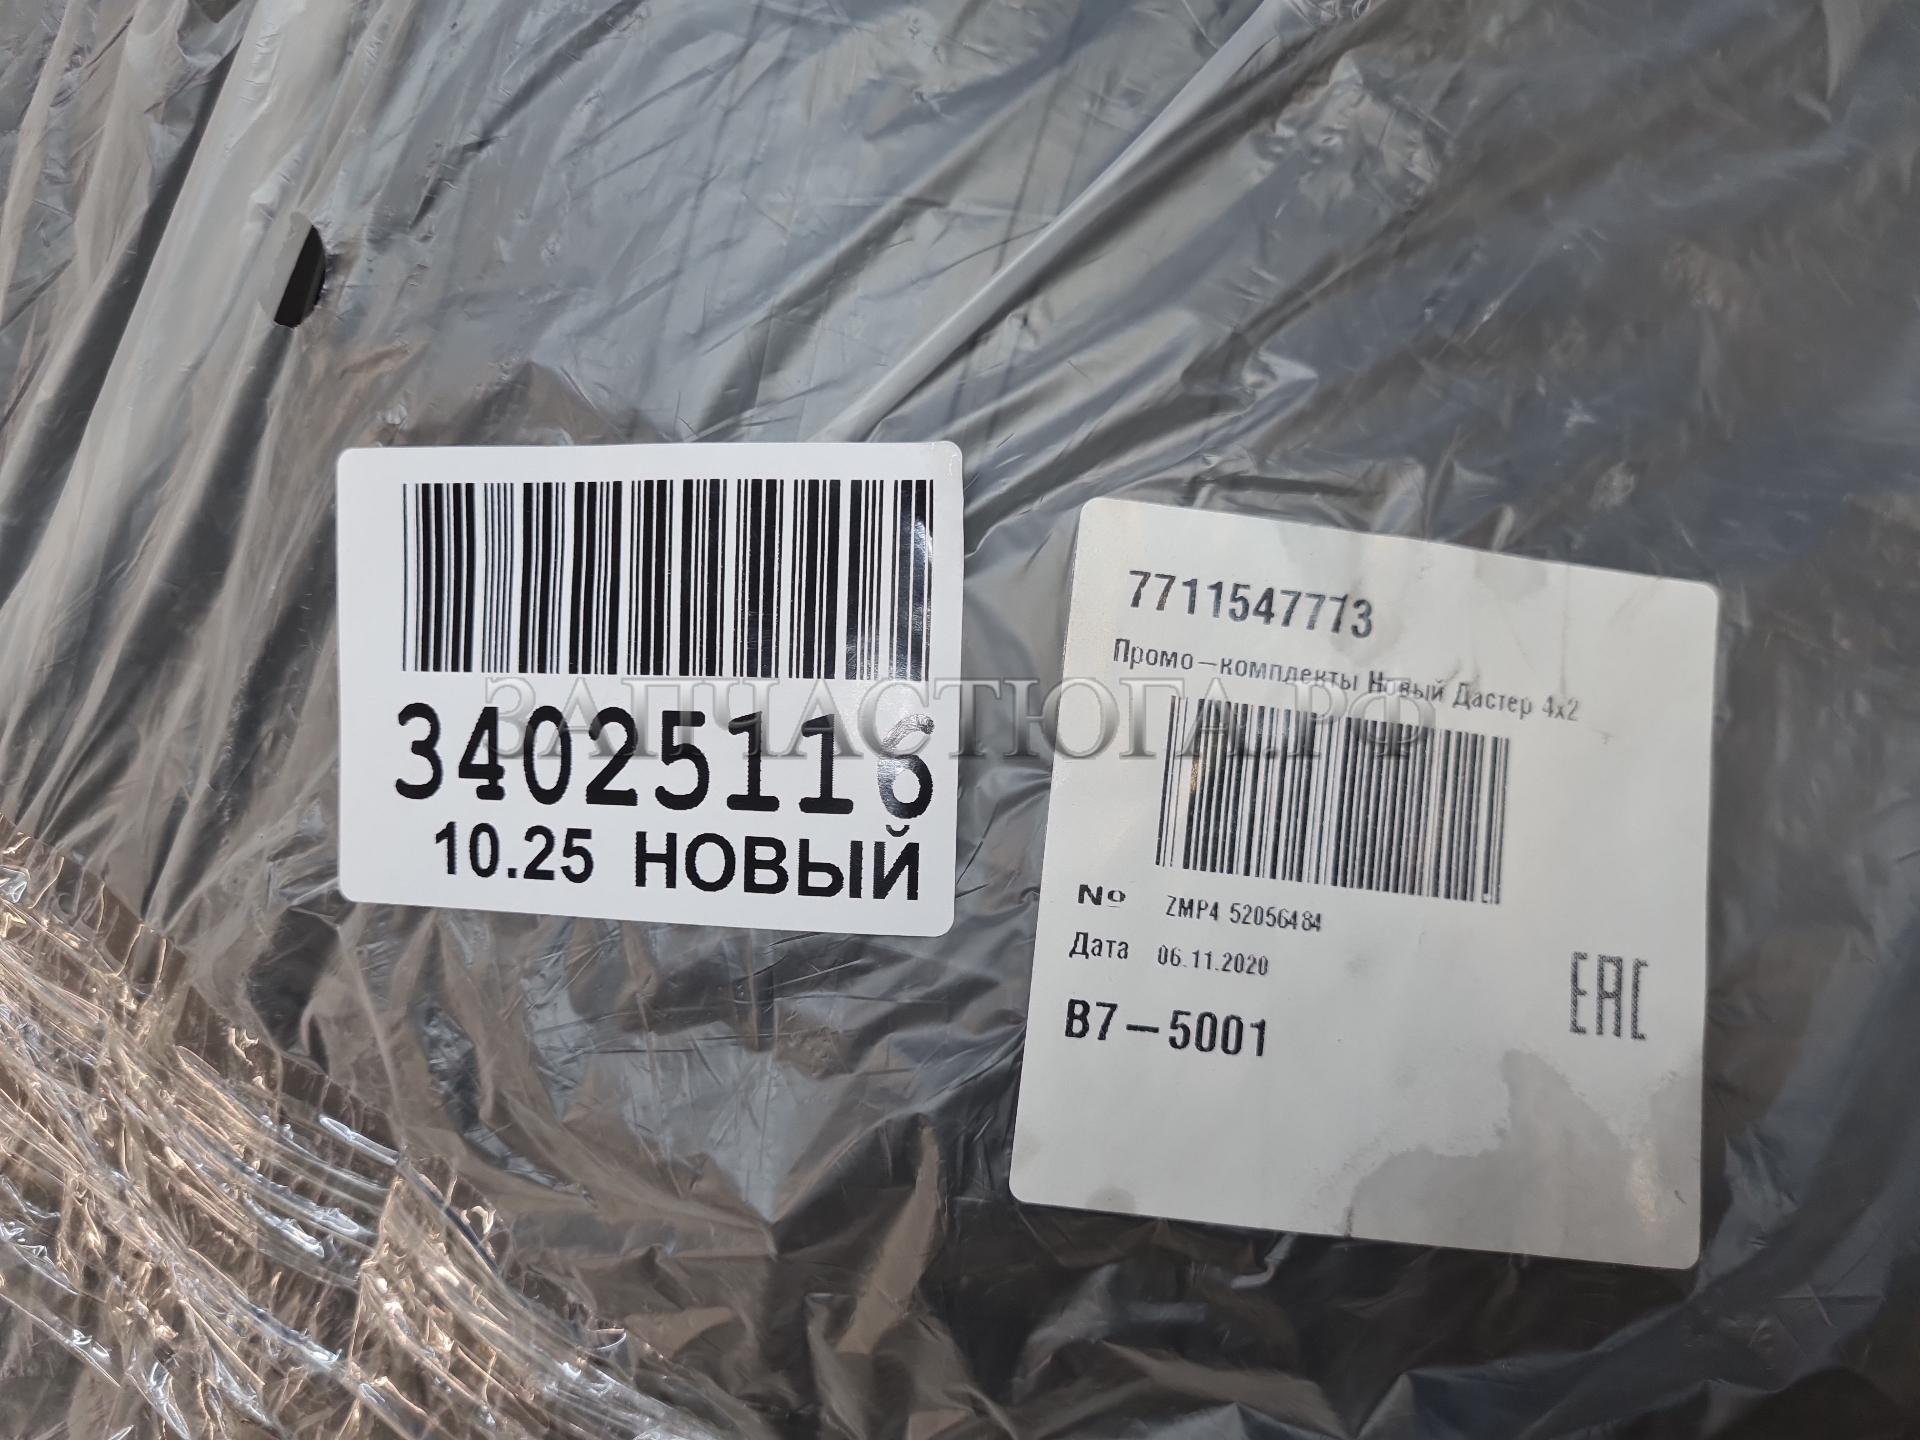 34025116
10.25 НОВЫЙ
7711547773
Промо-комплекты Новый Дастер 4x2
№ ZMP4 52056484
Дата 06.11.2020
B7-5001
EAC
ЗАПЧАСТЮГА.РФ